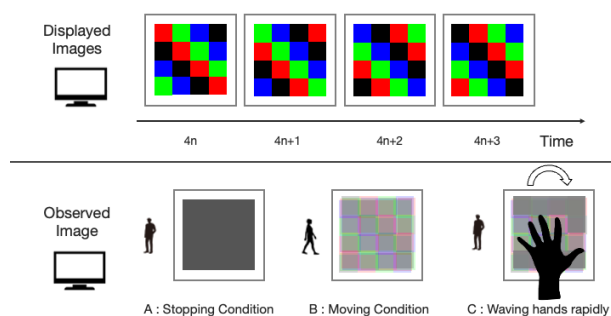 Displayed
Images
4n
4n+1
4n+2
4n+3
Time
Observed
Image
A : Stopping Condition
B : Moving Condition
C : Waving hands rapidly